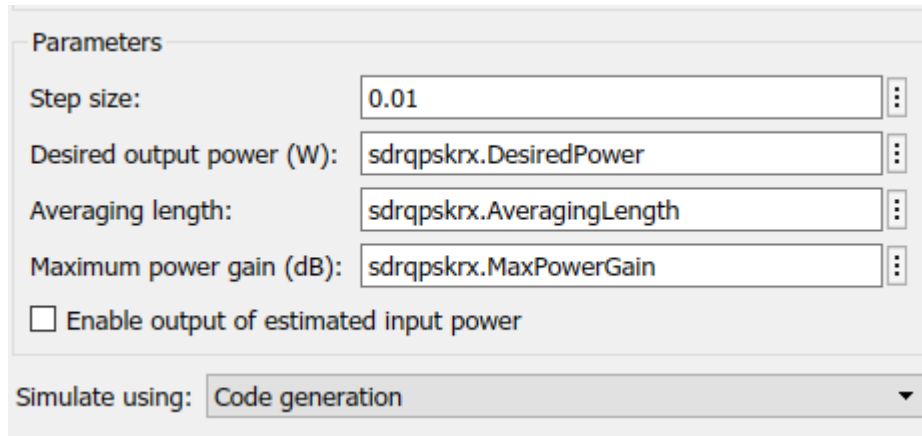 Parameters
Step size: 0.01
Desired output power (W): sdrqpskrx.DesiredPower
Averaging length: sdrqpskrx.AveragingLength
Maximum power gain (dB): sdrqpskrx.MaxPowerGain
Enable output of estimated input power
Simulate using: Code generation